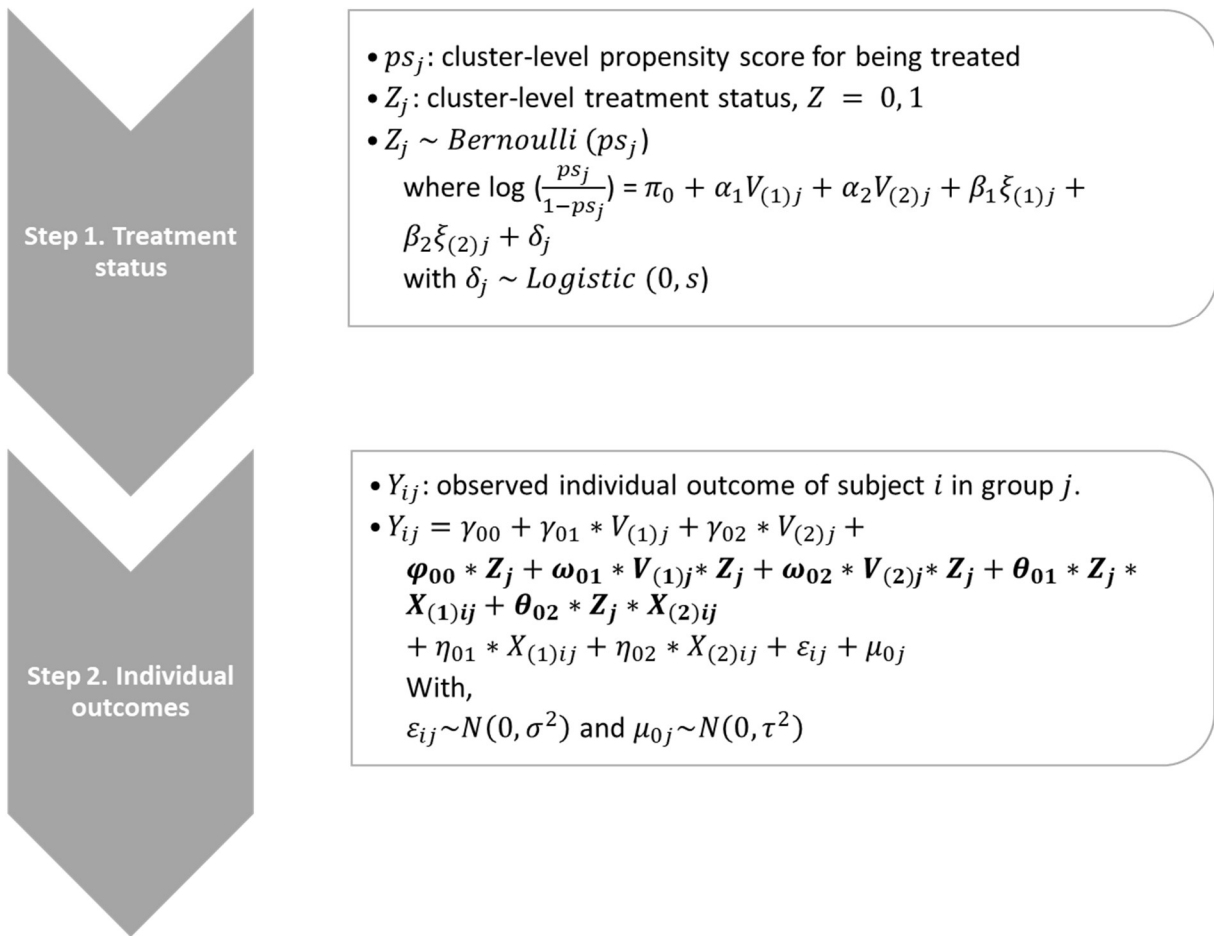 Step 1. Treatment
status
• ps_j: cluster-level propensity score for being treated
• Z_j: cluster-level treatment status, Z = 0, 1
• Z_j ~ Bernoulli (ps_j)
where log (ps_j/(1−ps_j)) = π_0 + α_1V_(1)j + α_2V_(2)j + β_1ξ_(1)j +
β_2ξ_(2)j + δ_j
with δ_j ~ Logistic (0, s)
Step 2. Individual
outcomes
• Y_ij: observed individual outcome of subject i in group j.
• Y_ij = γ_00 + γ_01 * V_(1)j + γ_02 * V_(2)j +
φ_00 * Z_j + ω_01 * V_(1)j* Z_j + ω_02 * V_(2)j* Z_j + θ_01 * Z_j *
X_(1)ij + θ_02 * Z_j * X_(2)ij
+ η_01 * X_(1)ij + η_02 * X_(2)ij + ε_ij + μ_0j
With,
ε_ij~N(0, σ²) and μ_0j~N(0, τ²)